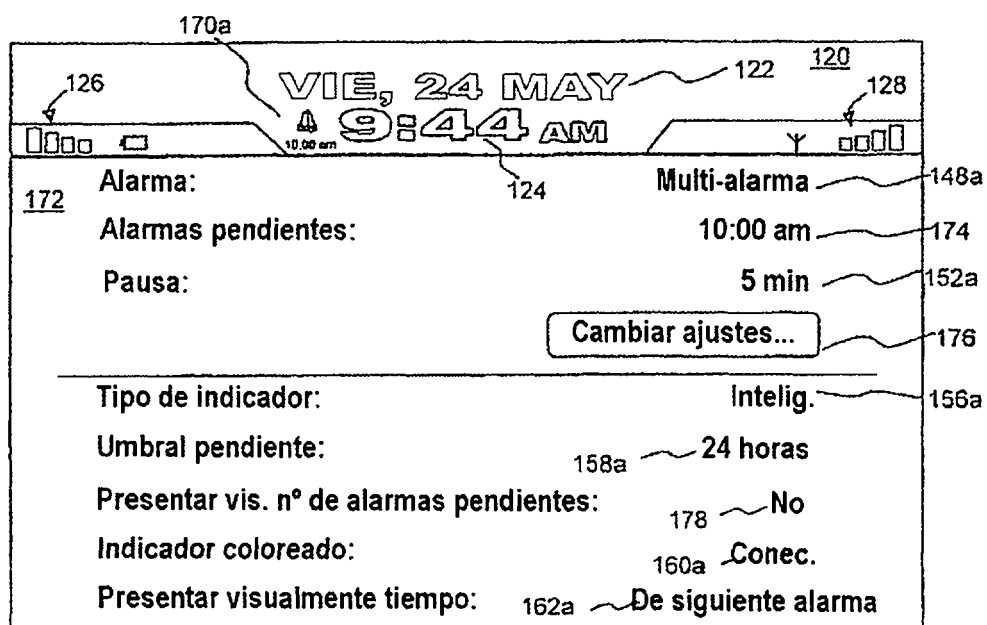 170a
VIE, 24 MAY 122 120
126 128
9:44 AM
10.00 am
124
172 Alarma: Multi-alarma 148a
Alarmas pendientes: 10:00 am 174
Pausa: 5 min 152a
Cambiar ajustes... 176
Tipo de indicador: Intelig. 156a
Umbral pendiente: 158a 24 horas
Presentar vis. nº de alarmas pendientes: 178 No
Indicador coloreado: 160a Conec.
Presentar visualmente tiempo: 162a De siguiente alarma